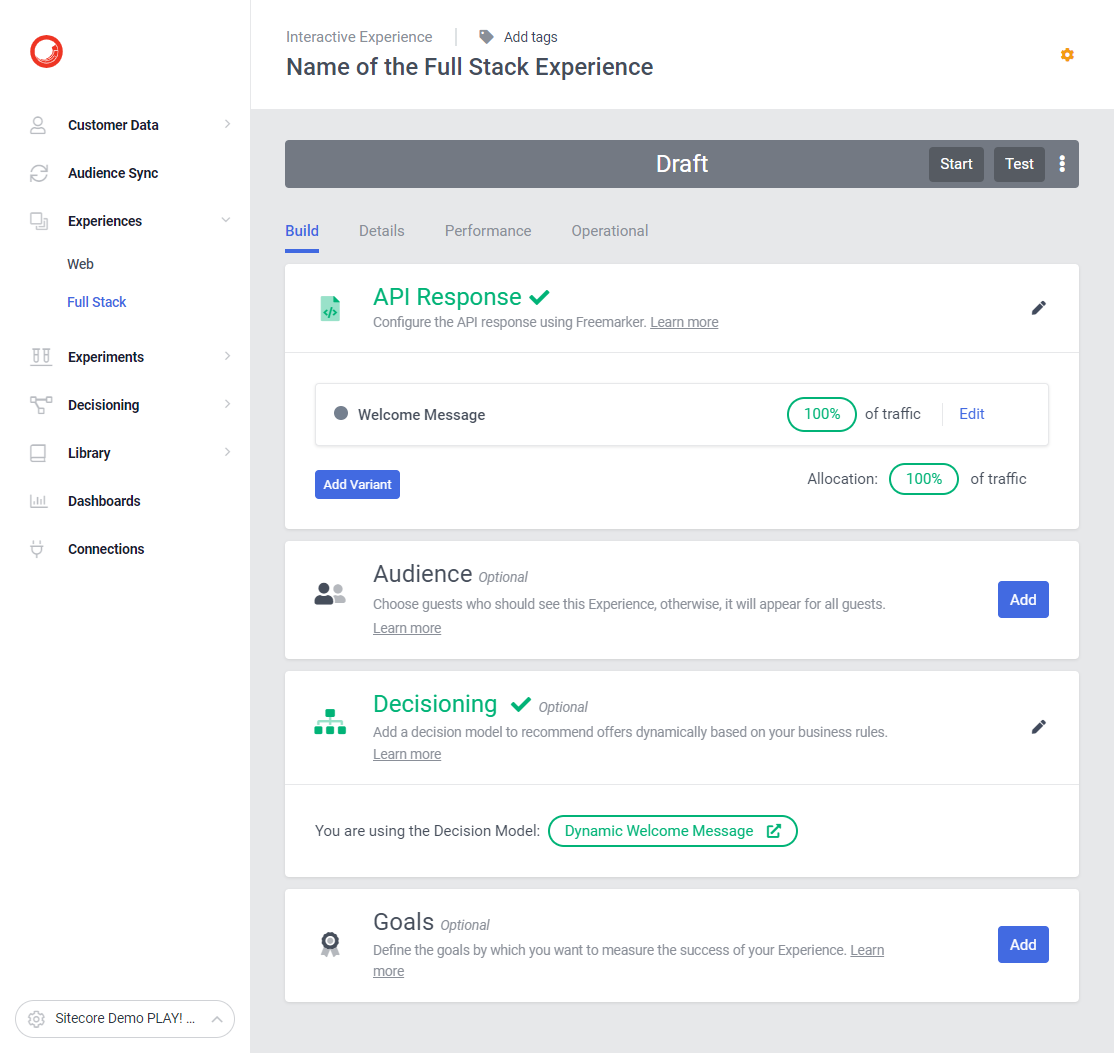 Interactive Experience
Add tags
Name of the Full Stack Experience
Customer Data
Audience Sync
Experiences
Web
Full Stack
Experiments
Decisioning
Library
Dashboards
Connections
Sitecore Demo PLAY! ...
Draft
Start
Test
Build
Details
Performance
Operational
API Response
Configure the API response using Freemarker. Learn more
Welcome Message
100%
of traffic
Edit
Add Variant
Allocation:
100%
of traffic
Audience Optional
Choose guests who should see this Experience, otherwise, it will appear for all guests.
Learn more
Add
Decisioning
Optional
Add a decision model to recommend offers dynamically based on your business rules.
Learn more
You are using the Decision Model:
Dynamic Welcome Message
Goals Optional
Define the goals by which you want to measure the success of your Experience. Learn
more
Add